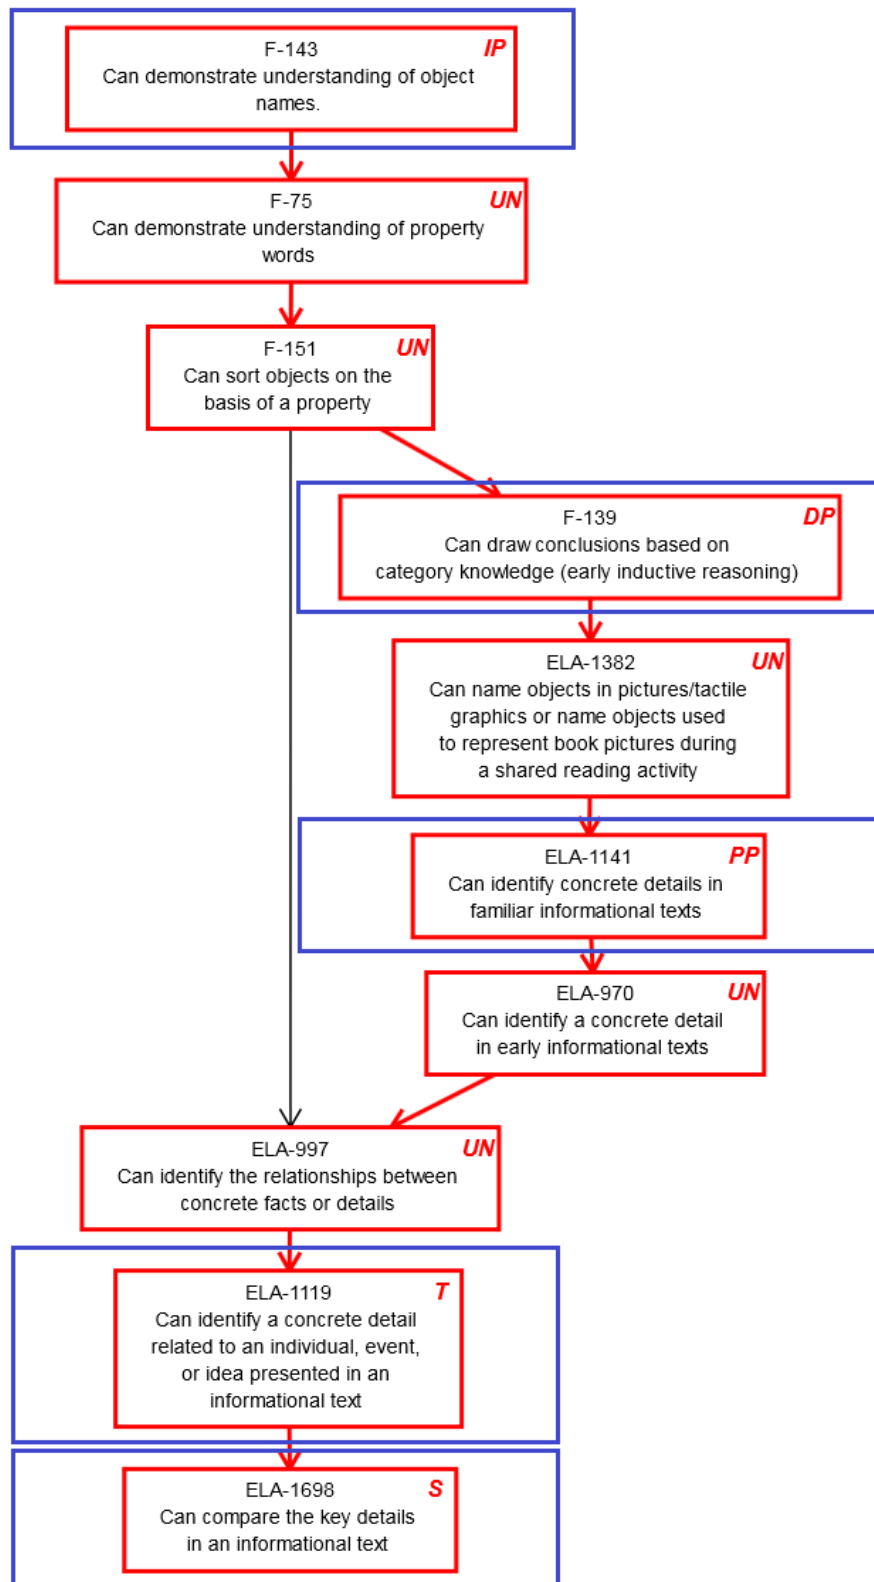 F-143 IP
Can demonstrate understanding of object
names.
F-75 UN
Can demonstrate understanding of property
words
F-151 UN
Can sort objects on the
basis of a property
F-139 DP
Can draw conclusions based on
category knowledge (early inductive reasoning)
ELA-1382 UN
Can name objects in pictures/tactile
graphics or name objects used
to represent book pictures during
a shared reading activity
ELA-1141 PP
Can identify concrete details in
familiar informational texts
ELA-970 UN
Can identify a concrete detail
in early informational texts
ELA-997 UN
Can identify the relationships between
concrete facts or details
ELA-1119 T
Can identify a concrete detail
related to an individual, event,
or idea presented in an
informational text
ELA-1698 S
Can compare the key details
in an informational text